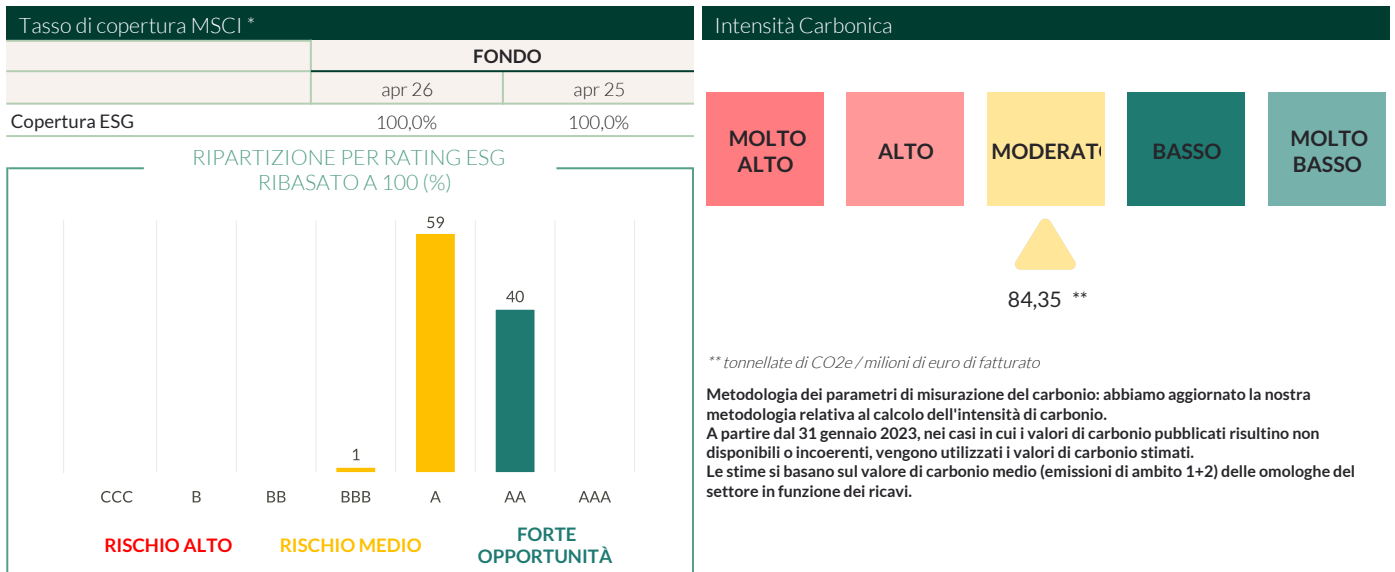 Tasso di copertura MSCI *
FONDO
apr 26 apr 25
Copertura ESG 100,0% 100,0%
RIPARTIZIONE PER RATING ESG
RIBASATO A 100 (%)
59
40
1
CCC B BB BBB A AA AAA
RISCHIO ALTO RISCHIO MEDIO FORTE
OPPORTUNITÀ
Intensità Carbonica
MOLTO
ALTO
ALTO
MODERATO
BASSO
MOLTO
BASSO
84,35 **
** tonnellate di CO2e / milioni di euro di fatturato
Metodologia dei parametri di misurazione del carbonio: abbiamo aggiornato la nostra
metodologia relativa al calcolo dell'intensità di carbonio.
A partire dal 31 gennaio 2023, nei casi in cui i valori di carbonio pubblicati risultino non
disponibili o incoerenti, vengono utilizzati i valori di carbonio stimati.
Le stime si basano sul valore di carbonio medio (emissioni di ambito 1+2) delle omologhe del
settore in funzione dei ricavi.